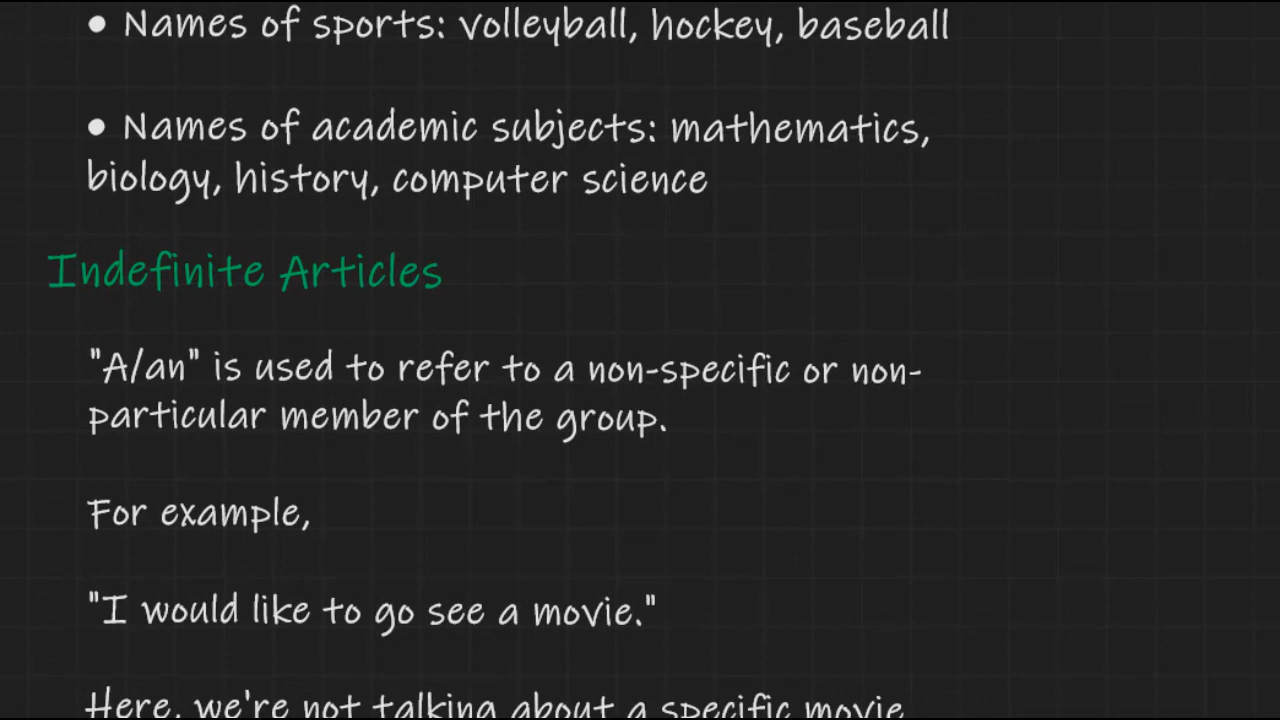 • Names of sports: volleyball, hockey, baseball
• Names of academic subjects: mathematics,
biology, history, computer science
Indefinite Articles
"A/an" is used to refer to a non-specific or non-
particular member of the group.
For example,
"I would like to go see a movie."
Here, we're not talking about a specific movie